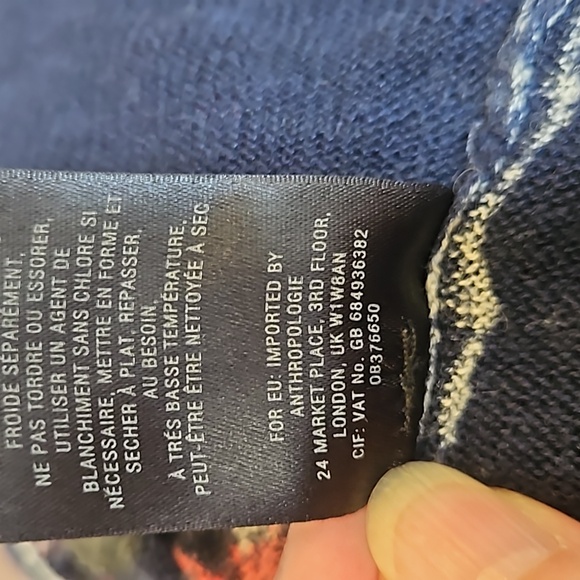 FROIDE SÉPARÉMENT.
NE PAS TORDRE OU ESSORER,
UTILISER UN AGENT DE
BLANCHIMENT SANS CHLORE SI
NÉCESSAIRE, METTRE EN FORME ET
SECHER À PLAT, REPASSER,
AU BESOIN,
À TRÉS BASSE TEMPÉRATURE,
PEUT-ÊTRE ÊTRE NETTOYÉE À SEC
FOR EU: IMPORTED BY
ANTHROPOLOGIE
24 MARKET PLACE, 3RD FLOOR,
LONDON, UK W1W8AN
CIF: VAT No. GB 684936382
OB376650